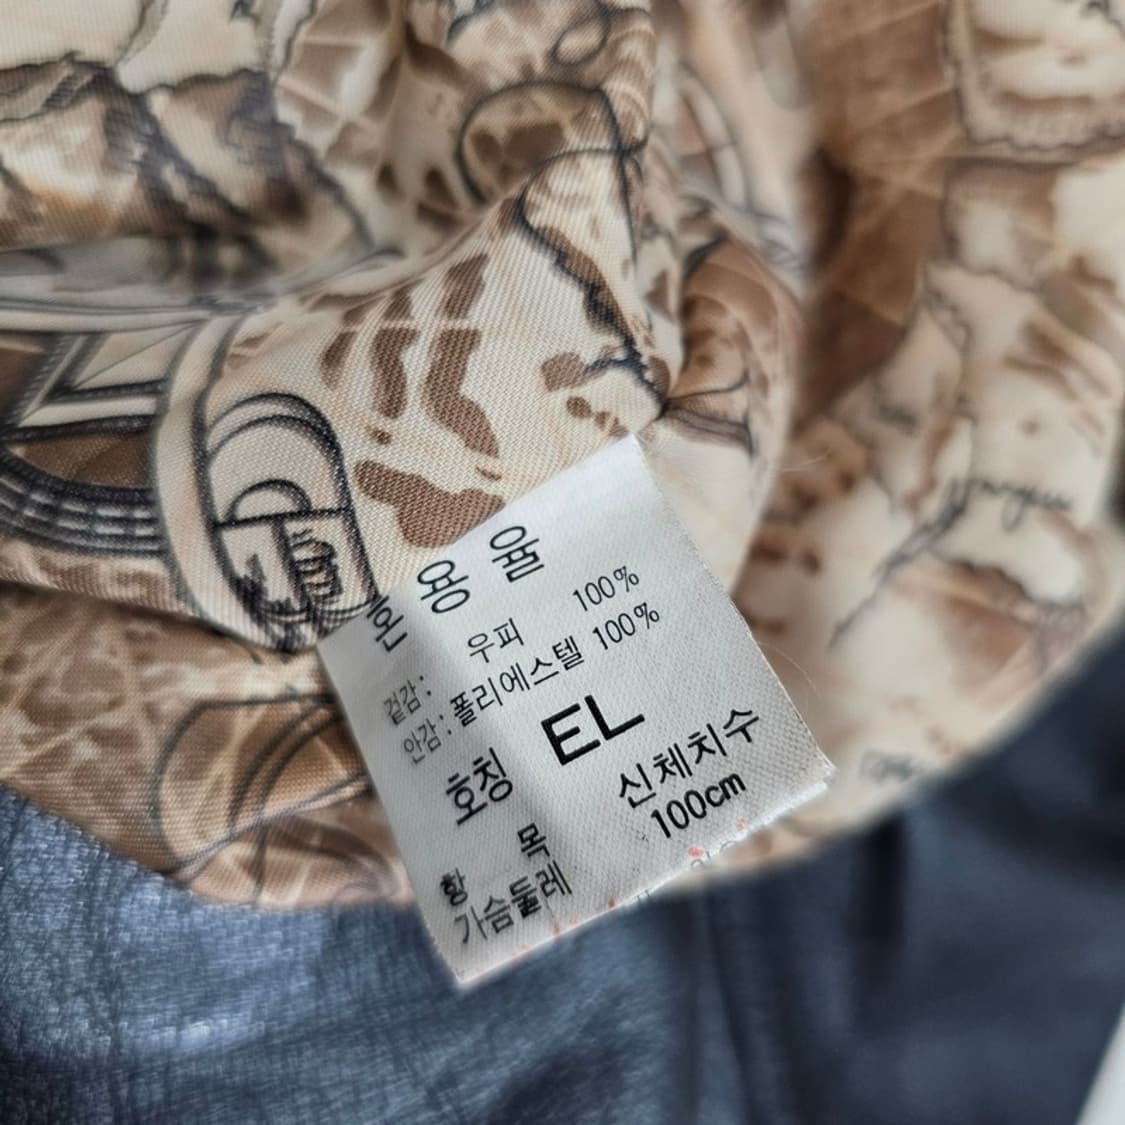 혼 용 율
겉감: 우피 100%
안감: 폴리에스텔 100%
호칭 EL
항 목 신체치수
가슴둘레 100cm